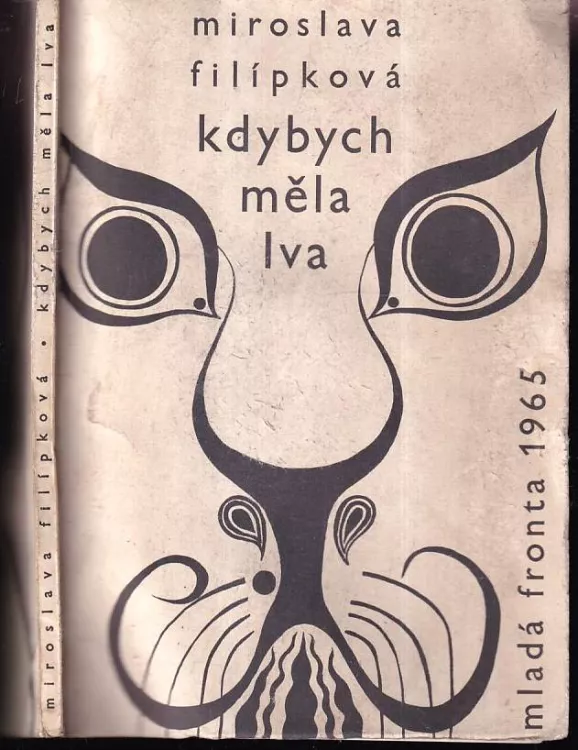 miroslava
filípková
kdybych
měla
lva
mladá fronta 1965
miroslava filípková • kdybych měla lva